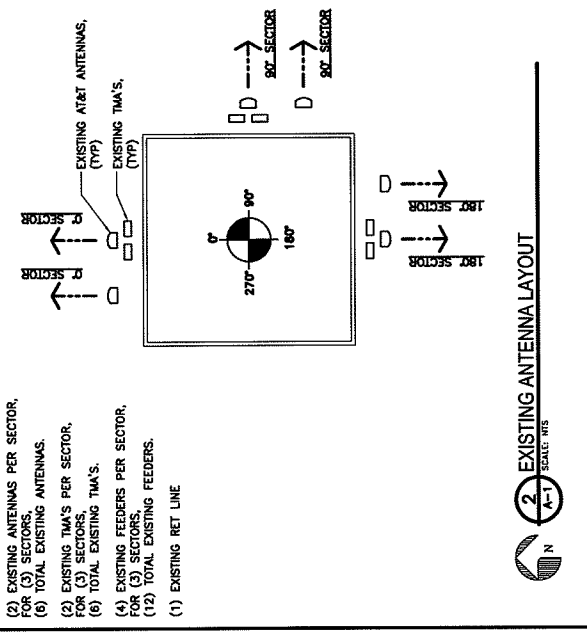 (2) EXISTING ANTENNAS PER SECTOR,
FOR (3) SECTORS,
(6) TOTAL EXISTING ANTENNAS.
(2) EXISTING TMA'S PER SECTOR,
FOR (3) SECTORS,
(6) TOTAL EXISTING TMA'S.
(4) EXISTING FEEDERS PER SECTOR,
FOR (3) SECTORS,
(12) TOTAL EXISTING FEEDERS.
(1) EXISTING RET LINE
0° SECTOR
0° SECTOR
EXISTING AT&T ANTENNAS,
(TYP)
EXISTING TMA'S,
(TYP)
90° SECTOR
90° SECTOR
0°
90°
180°
270°
180° SECTOR
180° SECTOR
N
2
A-1
EXISTING ANTENNA LAYOUT
SCALE: NTS